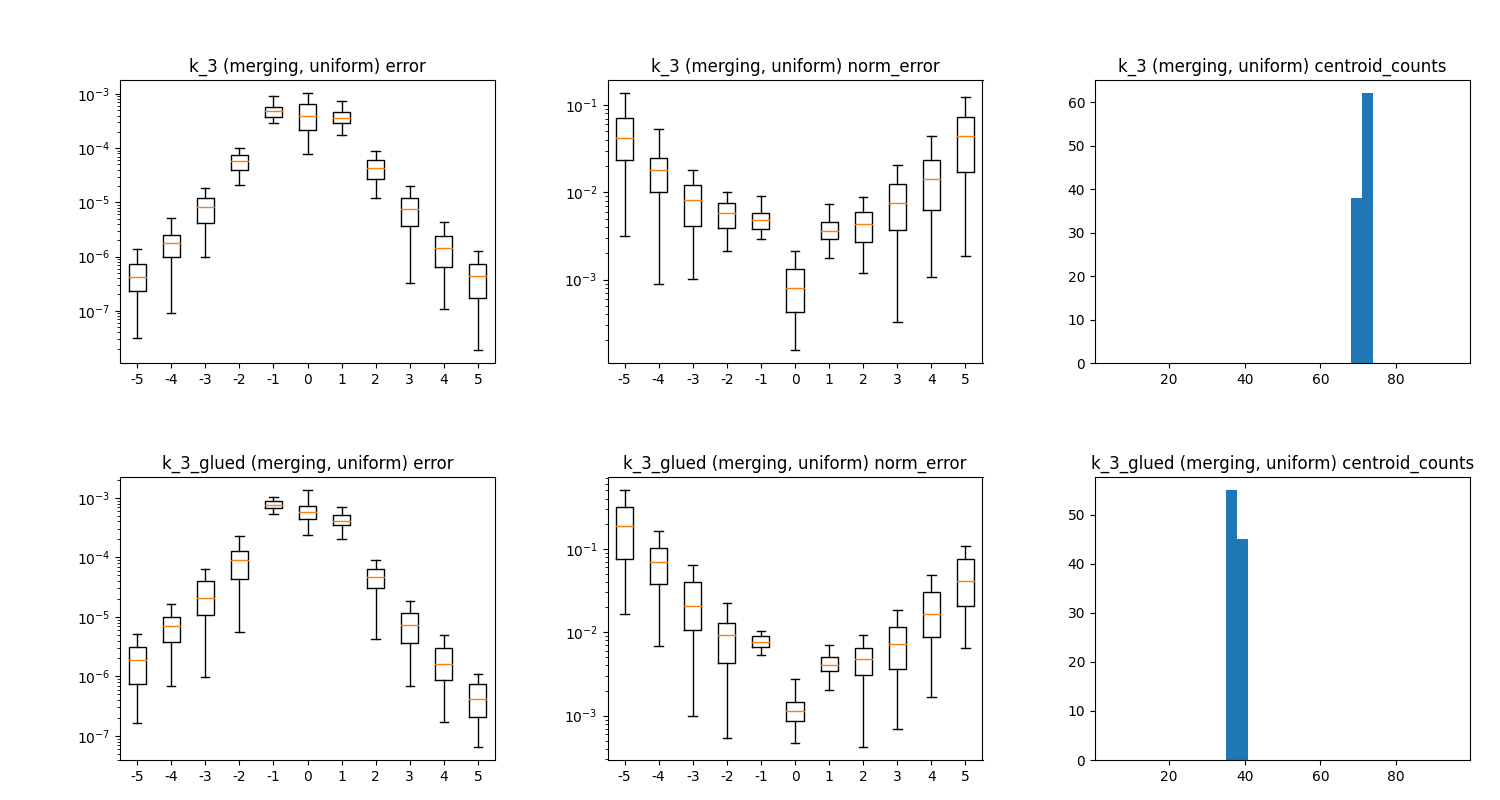 k_3 (merging, uniform) error
10⁻³
10⁻⁴
10⁻⁵
10⁻⁶
10⁻⁷
-5 -4 -3 -2 -1 0 1 2 3 4 5
k_3 (merging, uniform) norm_error
10⁻¹
10⁻²
10⁻³
-5 -4 -3 -2 -1 0 1 2 3 4 5
k_3 (merging, uniform) centroid_counts
60
50
40
30
20
10
0
20 40 60 80
k_3_glued (merging, uniform) error
10⁻³
10⁻⁴
10⁻⁵
10⁻⁶
10⁻⁷
-5 -4 -3 -2 -1 0 1 2 3 4 5
k_3_glued (merging, uniform) norm_error
10⁻¹
10⁻²
10⁻³
-5 -4 -3 -2 -1 0 1 2 3 4 5
k_3_glued (merging, uniform) centroid_counts
50
40
30
20
10
0
20 40 60 80